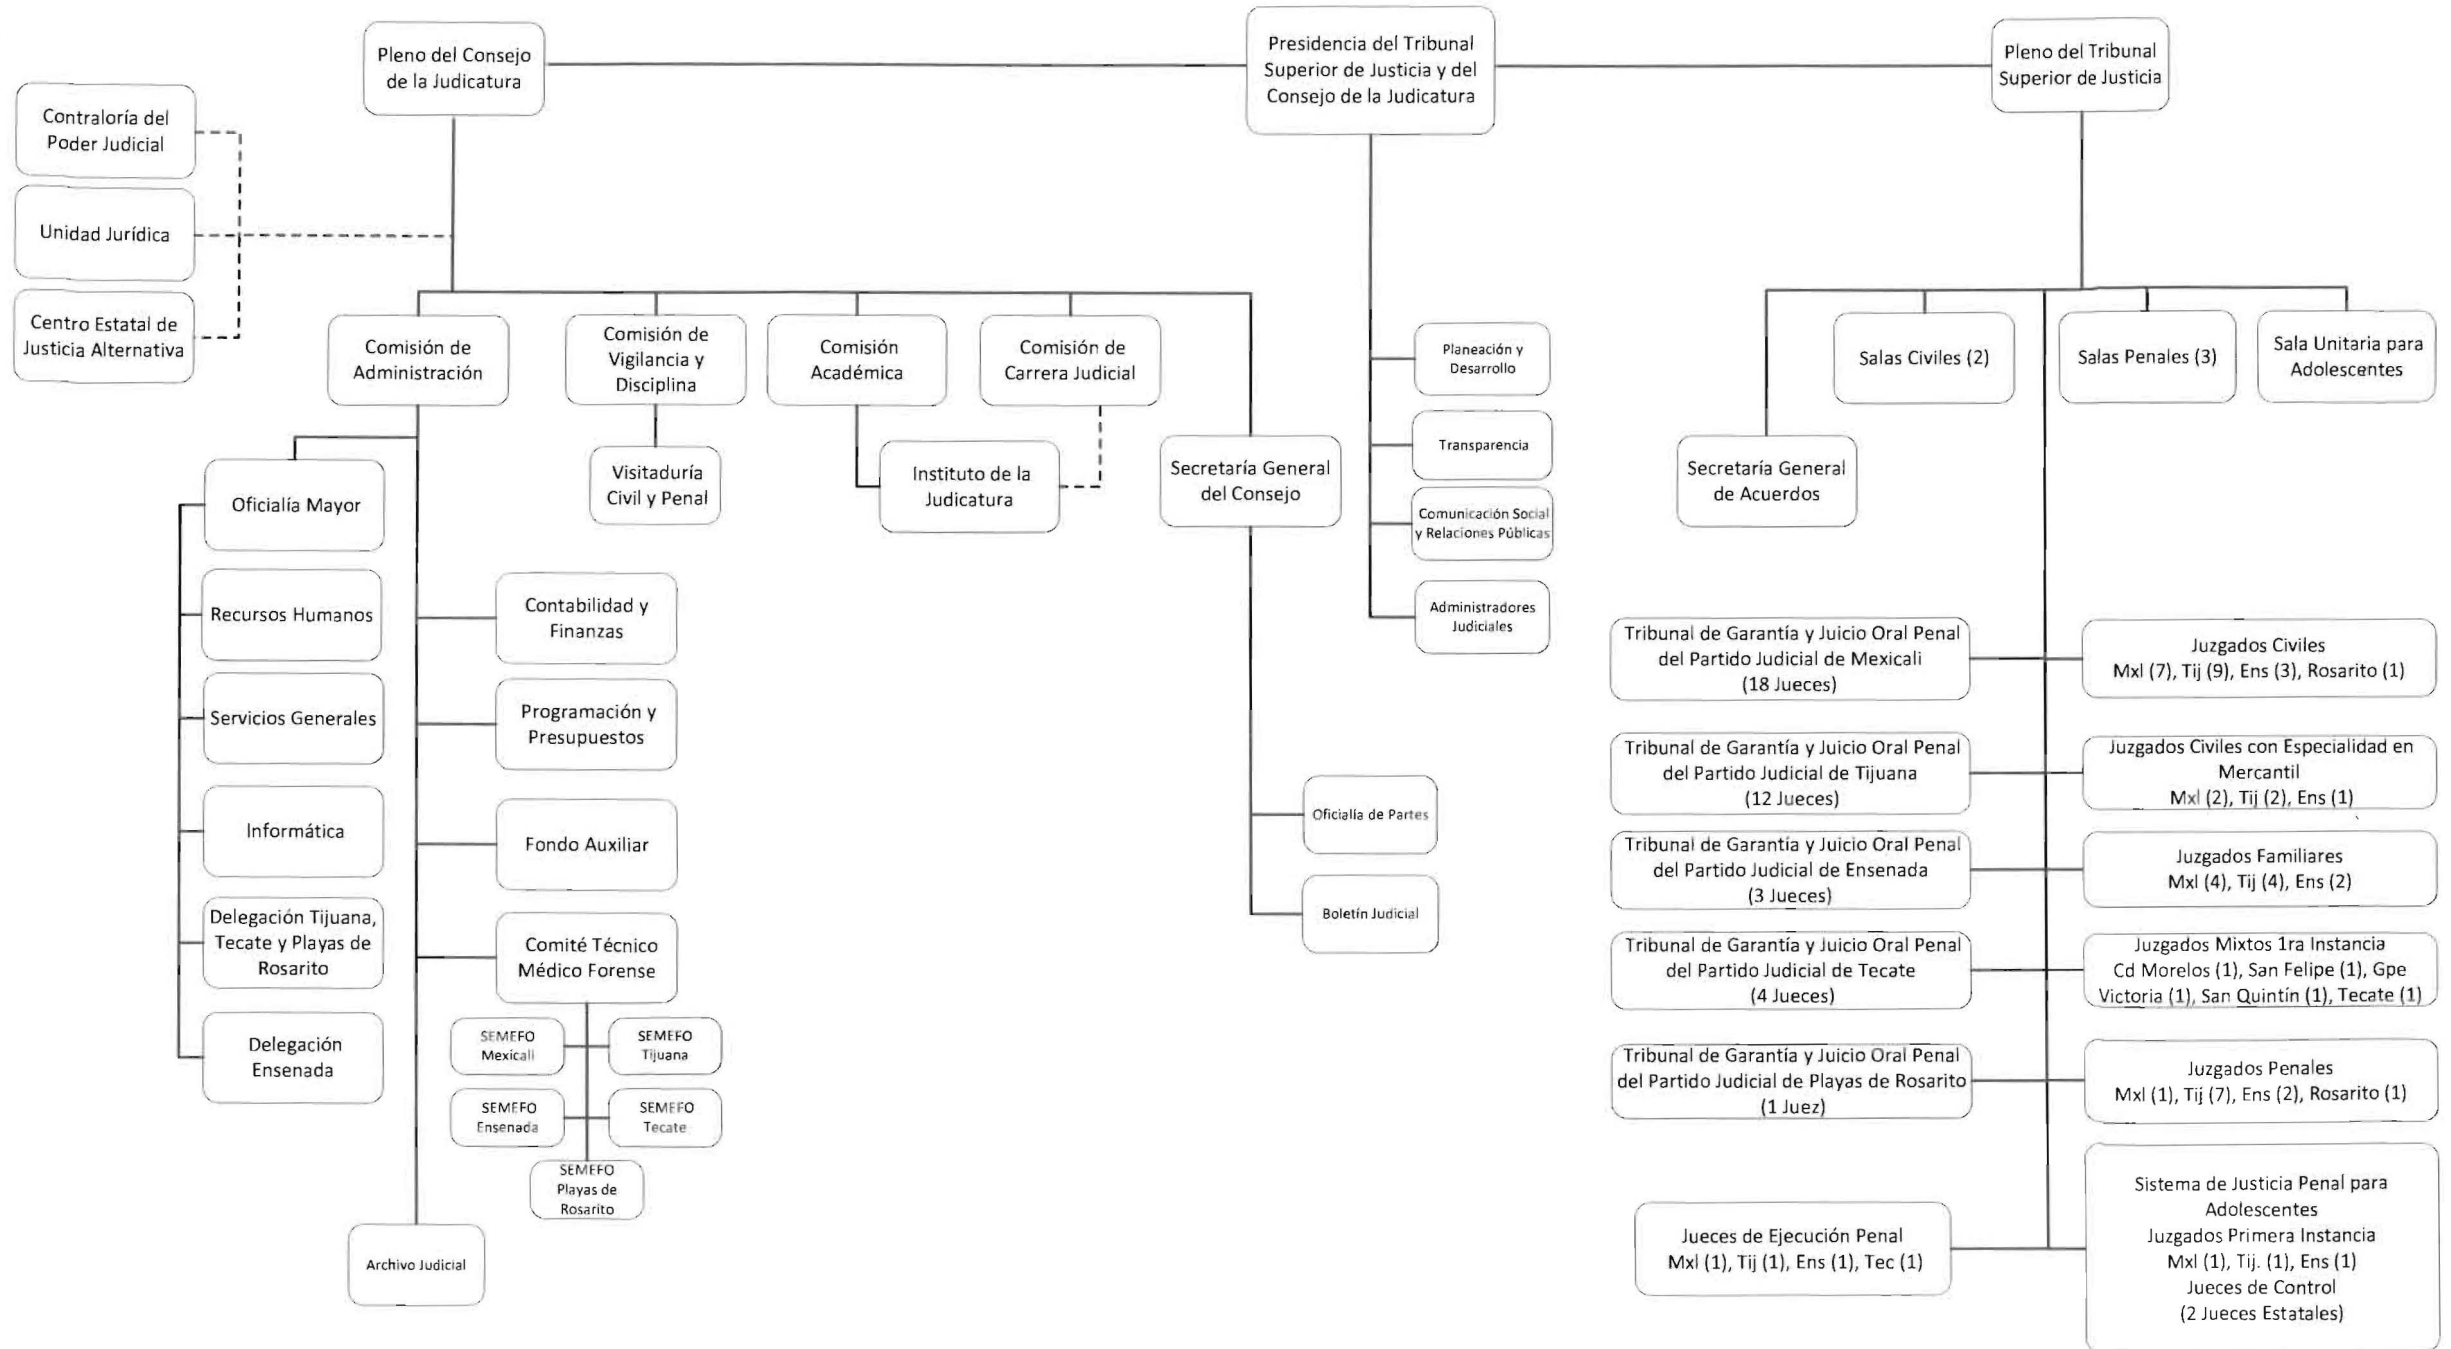 Pleno del Consejo
de la Judicatura
Presidencia del Tribunal
Superior de Justicia y del
Consejo de la Judicatura
Pleno del Tribunal
Superior de Justicia
Contraloría del
Poder Judicial
Unidad Jurídica
Centro Estatal de
Justicia Alternativa
Comisión de
Administración
Comisión de
Vigilancia y
Disciplina
Comisión
Académica
Comisión de
Carrera Judicial
Visitaduría
Civil y Penal
Instituto de la
Judicatura
Secretaría General
del Consejo
Oficialía Mayor
Recursos Humanos
Servicios Generales
Informática
Delegación Tijuana,
Tecate y Playas de
Rosarito
Delegación
Ensenada
Contabilidad y
Finanzas
Programación y
Presupuestos
Fondo Auxiliar
Comité Técnico
Médico Forense
SEMEFO
Mexicali
SEMEFO
Tijuana
SEMEFO
Ensenada
SEMEFO
Tecate
SEMEFO
Playas de
Rosarito
Archivo Judicial
Oficialía de Partes
Boletín Judicial
Planeación y
Desarrollo
Transparencia
Comunicación Social
y Relaciones Públicas
Administradores
Judiciales
Salas Civiles (2)
Salas Penales (3)
Sala Unitaria para
Adolescentes
Secretaría General
de Acuerdos
Tribunal de Garantía y Juicio Oral Penal
del Partido Judicial de Mexicali
(18 Jueces)
Juzgados Civiles
Mxl (7), Tij (9), Ens (3), Rosarito (1)
Tribunal de Garantía y Juicio Oral Penal
del Partido Judicial de Tijuana
(12 Jueces)
Juzgados Civiles con Especialidad en
Mercantil
Mxl (2), Tij (2), Ens (1)
Tribunal de Garantía y Juicio Oral Penal
del Partido Judicial de Ensenada
(3 Jueces)
Juzgados Familiares
Mxl (4), Tij (4), Ens (2)
Tribunal de Garantía y Juicio Oral Penal
del Partido Judicial de Tecate
(4 Jueces)
Juzgados Mixtos 1ra Instancia
Cd Morelos (1), San Felipe (1), Gpe
Victoria (1), San Quintín (1), Tecate (1)
Tribunal de Garantía y Juicio Oral Penal
del Partido Judicial de Playas de Rosarito
(1 Juez)
Juzgados Penales
Mxl (1), Tij (7), Ens (2), Rosarito (1)
Jueces de Ejecución Penal
Mxl (1), Tij (1), Ens (1), Tec (1)
Sistema de Justicia Penal para
Adolescentes
Juzgados Primera Instancia
Mxl (1), Tij. (1), Ens (1)
Jueces de Control
(2 Jueces Estatales)